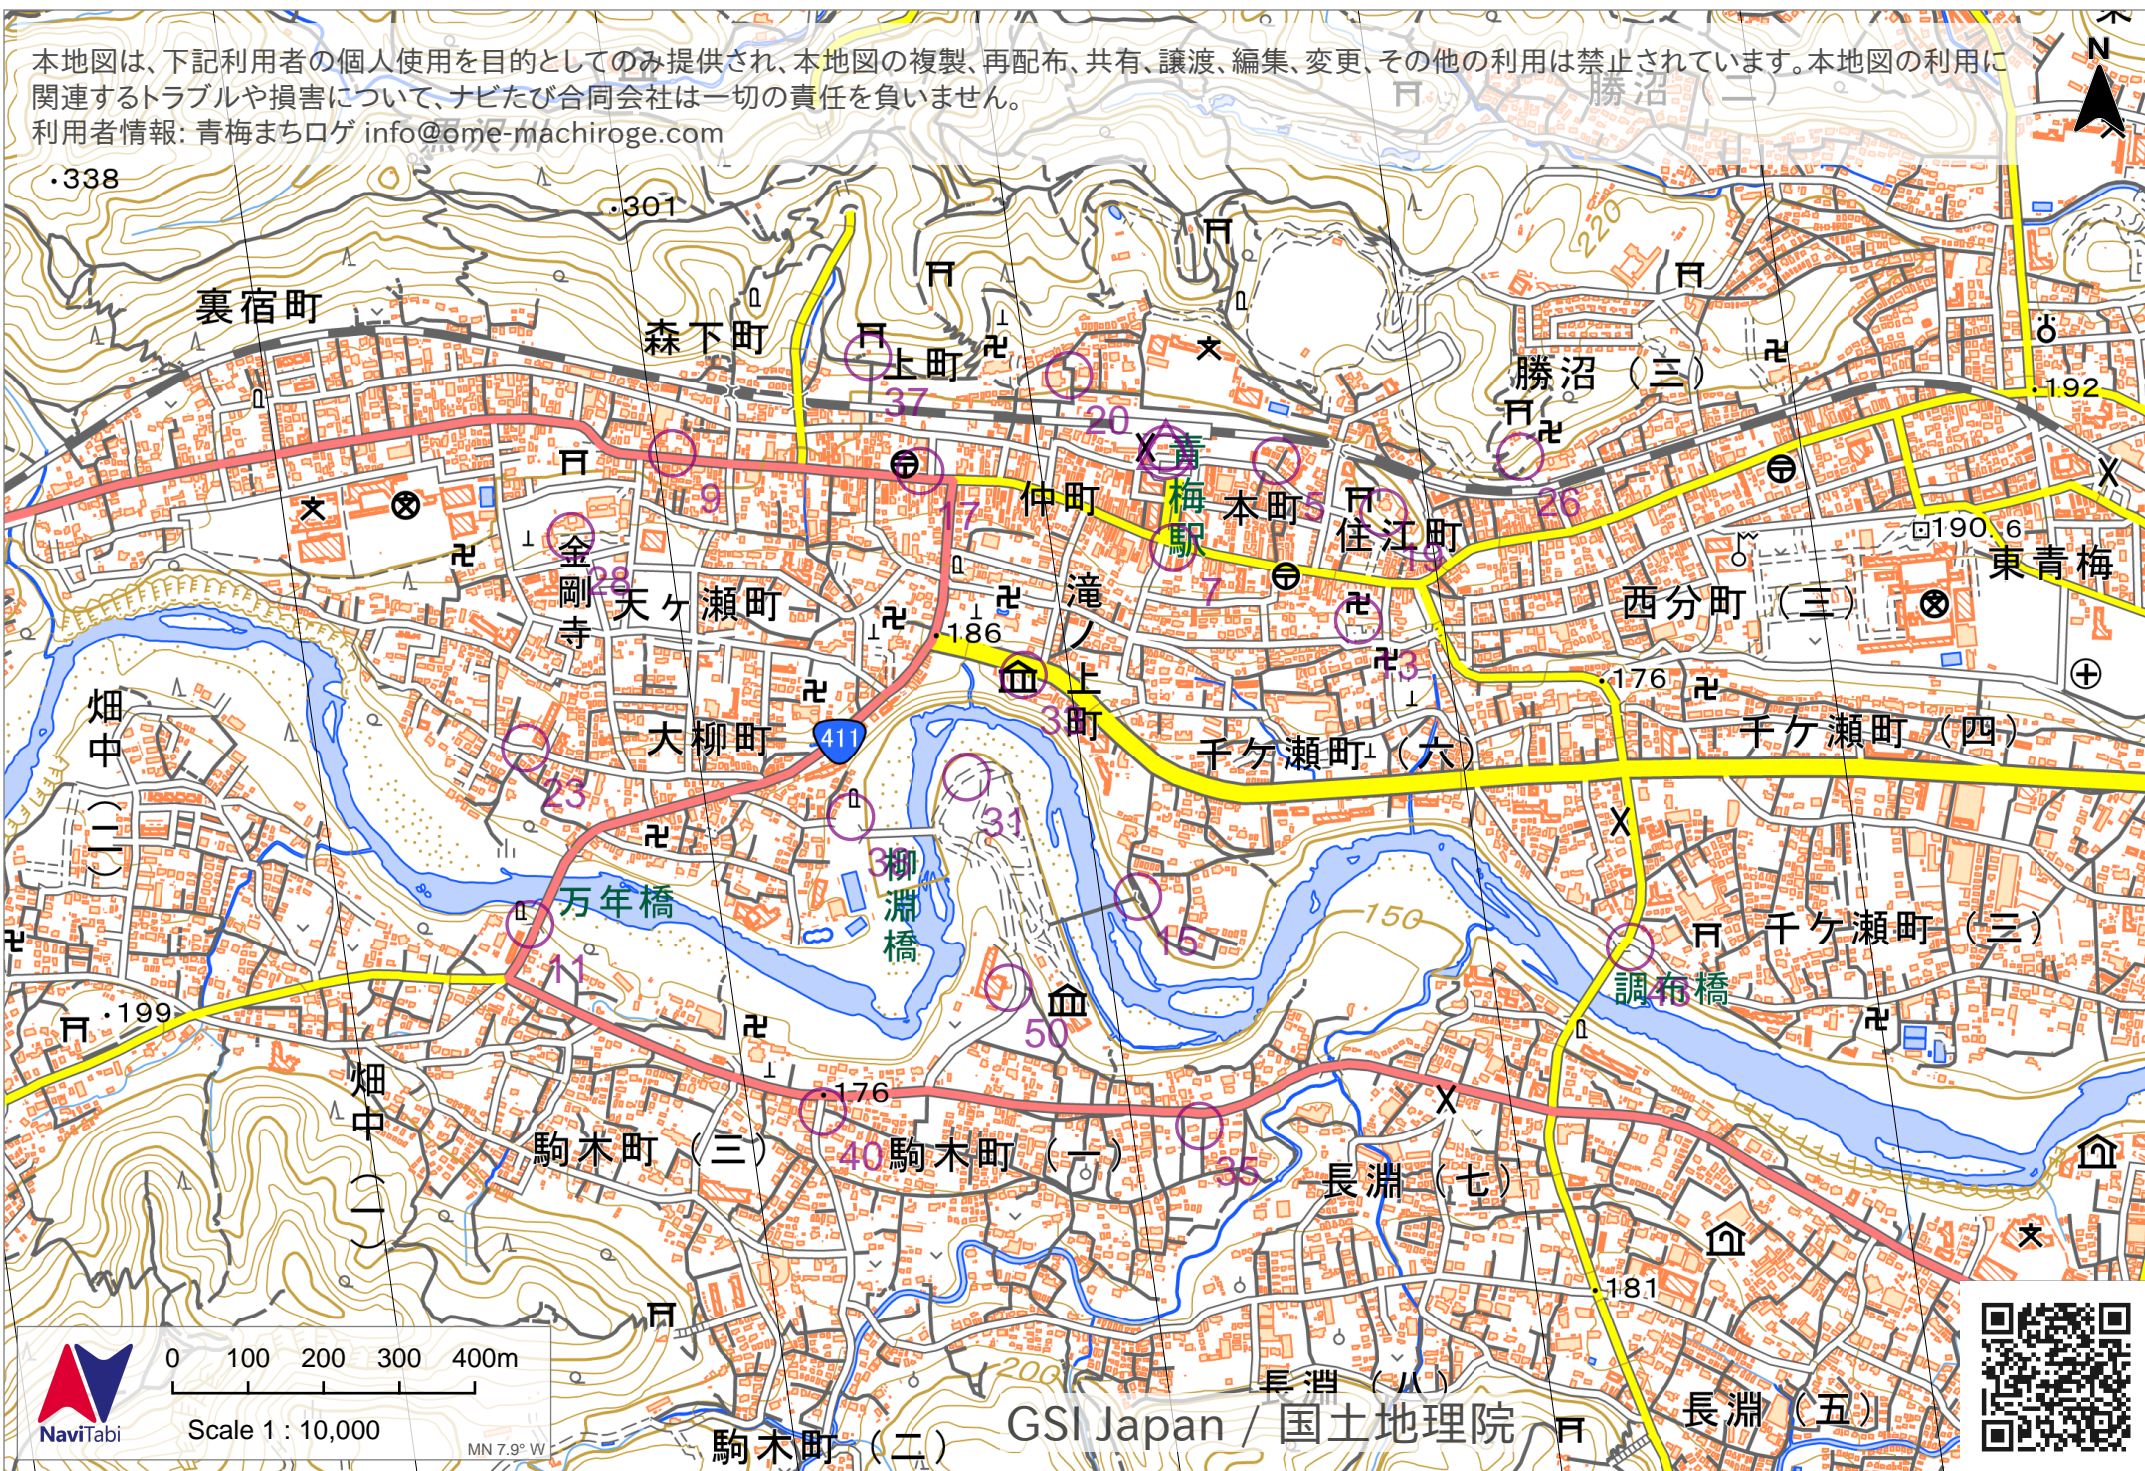 本地図は、下記利用者の個人使用を目的としてのみ提供され、本地図の複製、再配布、共有、譲渡、編集、変更、その他の利用は禁止されています。本地図の利用に
関連するトラブルや損害について、ナビたび合同会社は一切の責任を負いません。
利用者情報: 青梅まちロゲ info@ome-machiroge.com
N
勝沼（二）
黒沢川
338
301
220
裏宿町
森下町
上町
37
20
勝沼（三）
192
青梅駅
9
17
仲町
本町
5
住江町
19
26
190.6
東青梅
金剛寺
28
天ヶ瀬町
滝ノ上町
7
西分町（三）
186
13
176
畑中（二）
大柳町
411
千ケ瀬町（六）
千ケ瀬町（四）
23
31
柳淵橋
万年橋
150
千ケ瀬町（三）
11
15
調布橋
199
50
畑中（一）
176
駒木町（三）
40
駒木町（一）
35
長淵（七）
181
200
長淵（八）
長淵（五）
駒木町（二）
NaviTabi
0 100 200 300 400m
Scale 1 : 10,000
MN 7.9° W
GSI Japan / 国土地理院